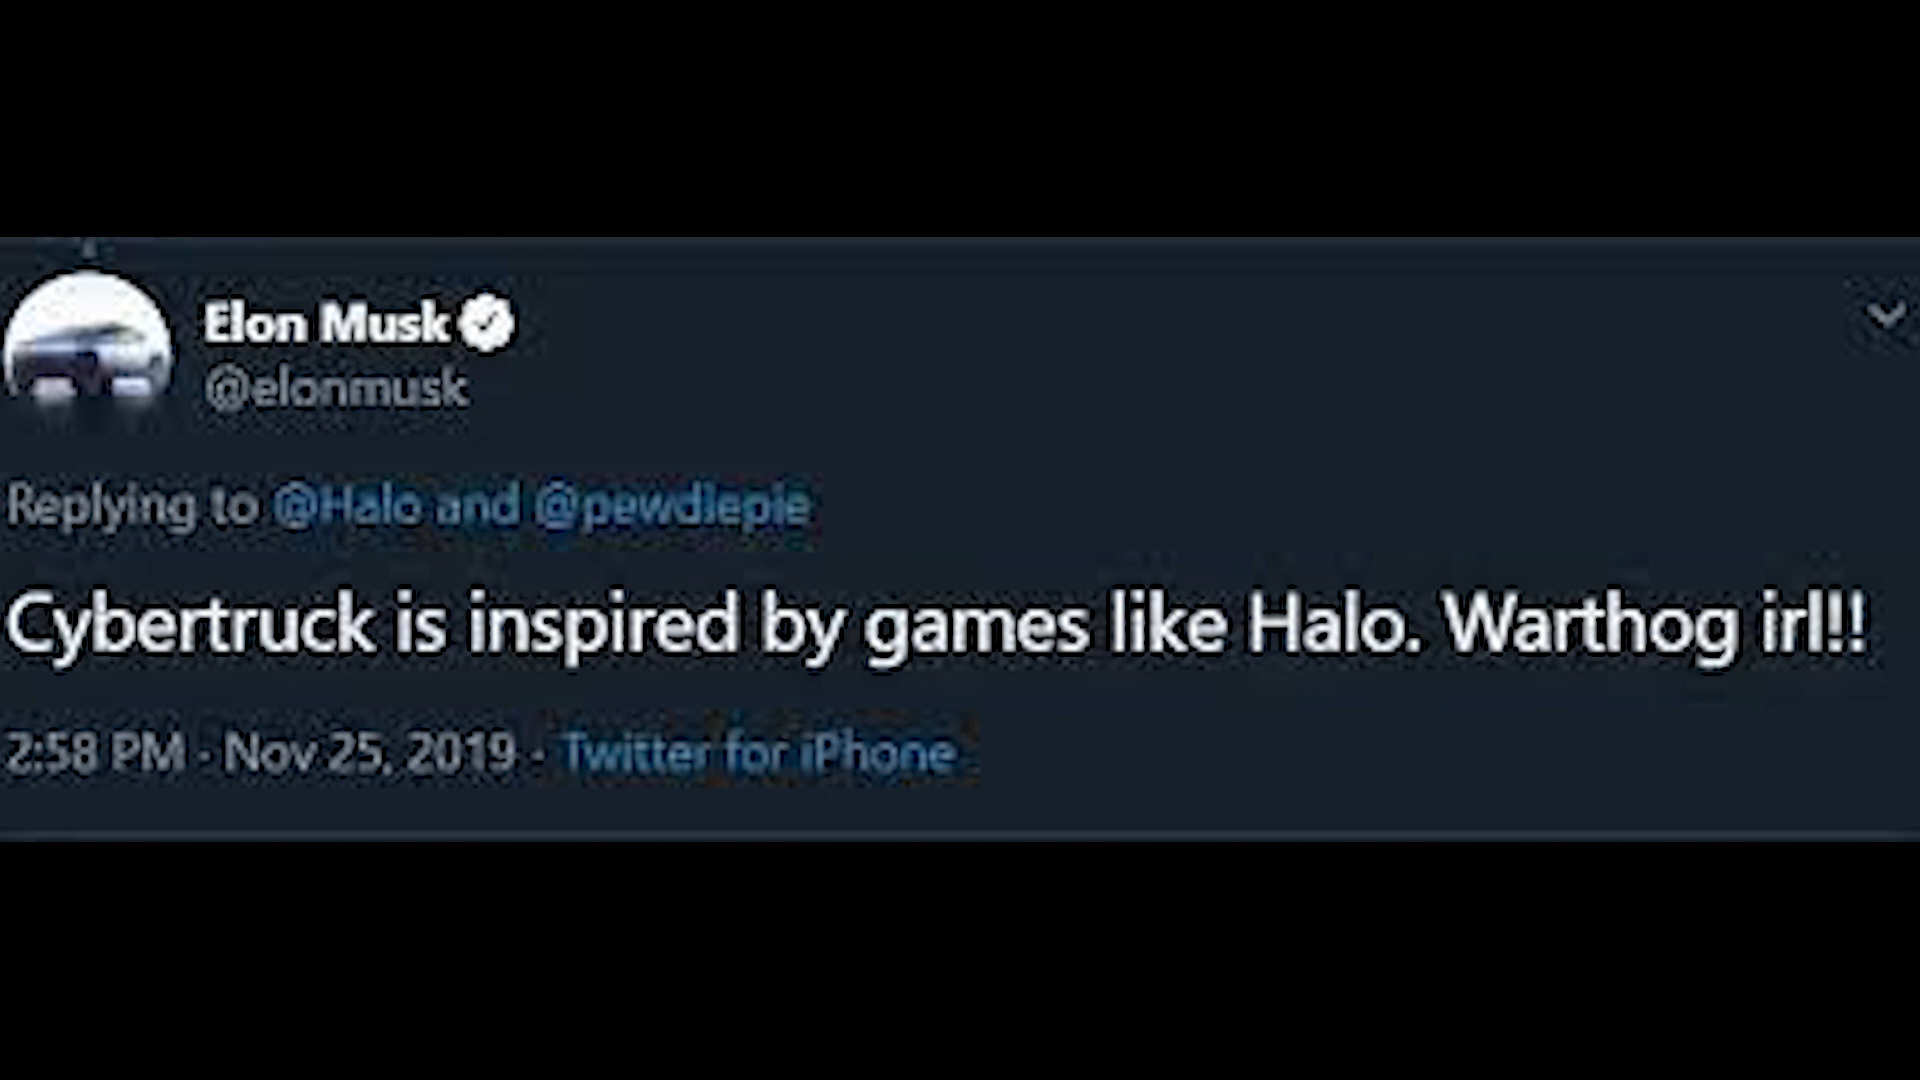 Elon Musk
@elonmusk
Replying to @Halo and @pewdiepie
Cybertruck is inspired by games like Halo. Warthog irl!!
2:58 PM · Nov 25, 2019 · Twitter for iPhone